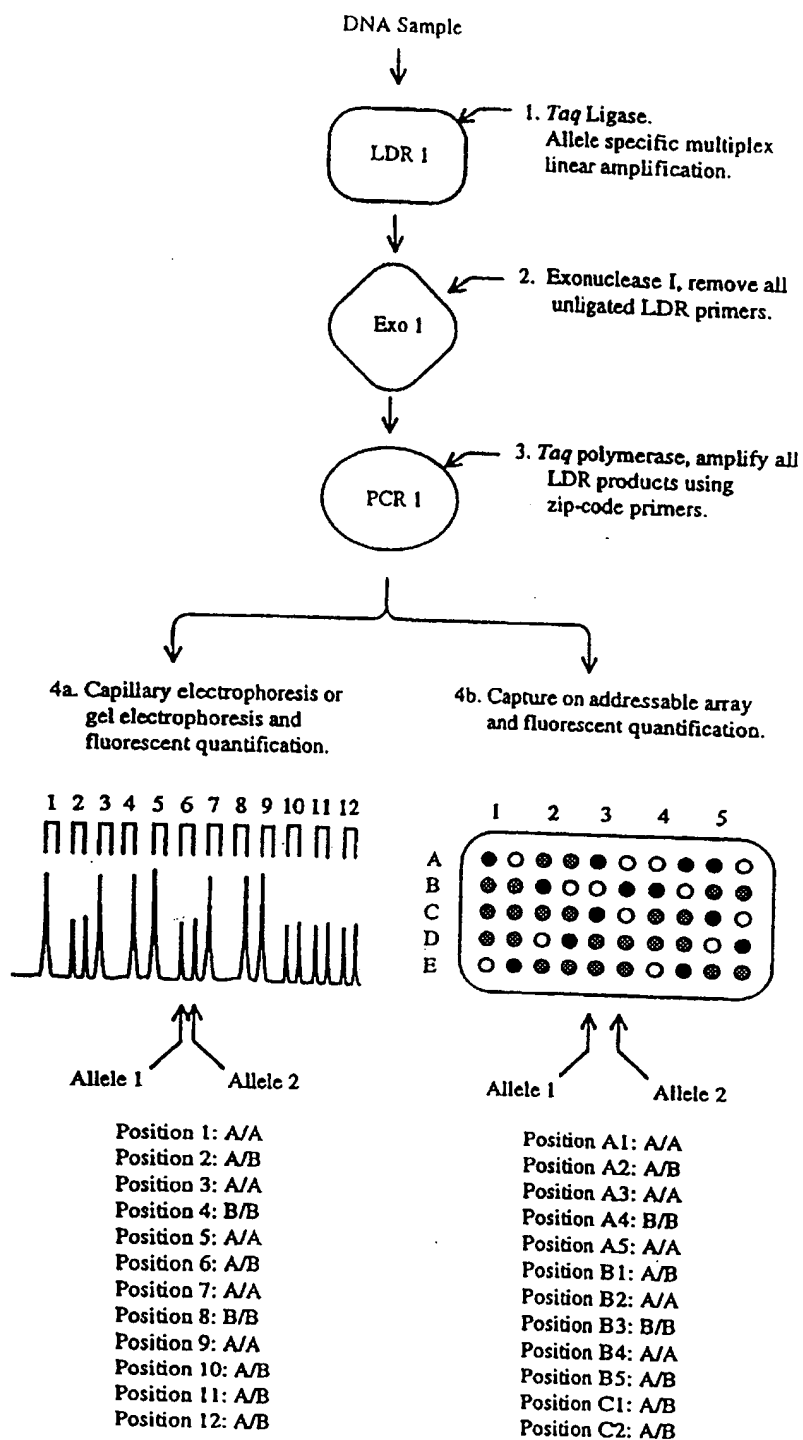 DNA Sample
1. Taq Ligase.
Allele specific multiplex
linear amplification.
LDR 1
2. Exonuclease I, remove all
unligated LDR primers.
Exo 1
3. Taq polymerase, amplify all
LDR products using
zip-code primers.
PCR 1
4a. Capillary electrophoresis or
gel electrophoresis and
fluorescent quantification.
4b. Capture on addressable array
and fluorescent quantification.
1 2 3 4 5 6 7 8 9 10 11 12
1 2 3 4 5
A
B
C
D
E
Allele 1 Allele 2
Allele 1 Allele 2
Position 1: A/A
Position 2: A/B
Position 3: A/A
Position 4: B/B
Position 5: A/A
Position 6: A/B
Position 7: A/A
Position 8: B/B
Position 9: A/A
Position 10: A/B
Position 11: A/B
Position 12: A/B
Position A1: A/A
Position A2: A/B
Position A3: A/A
Position A4: B/B
Position A5: A/A
Position B1: A/B
Position B2: A/A
Position B3: B/B
Position B4: A/A
Position B5: A/B
Position C1: A/B
Position C2: A/B